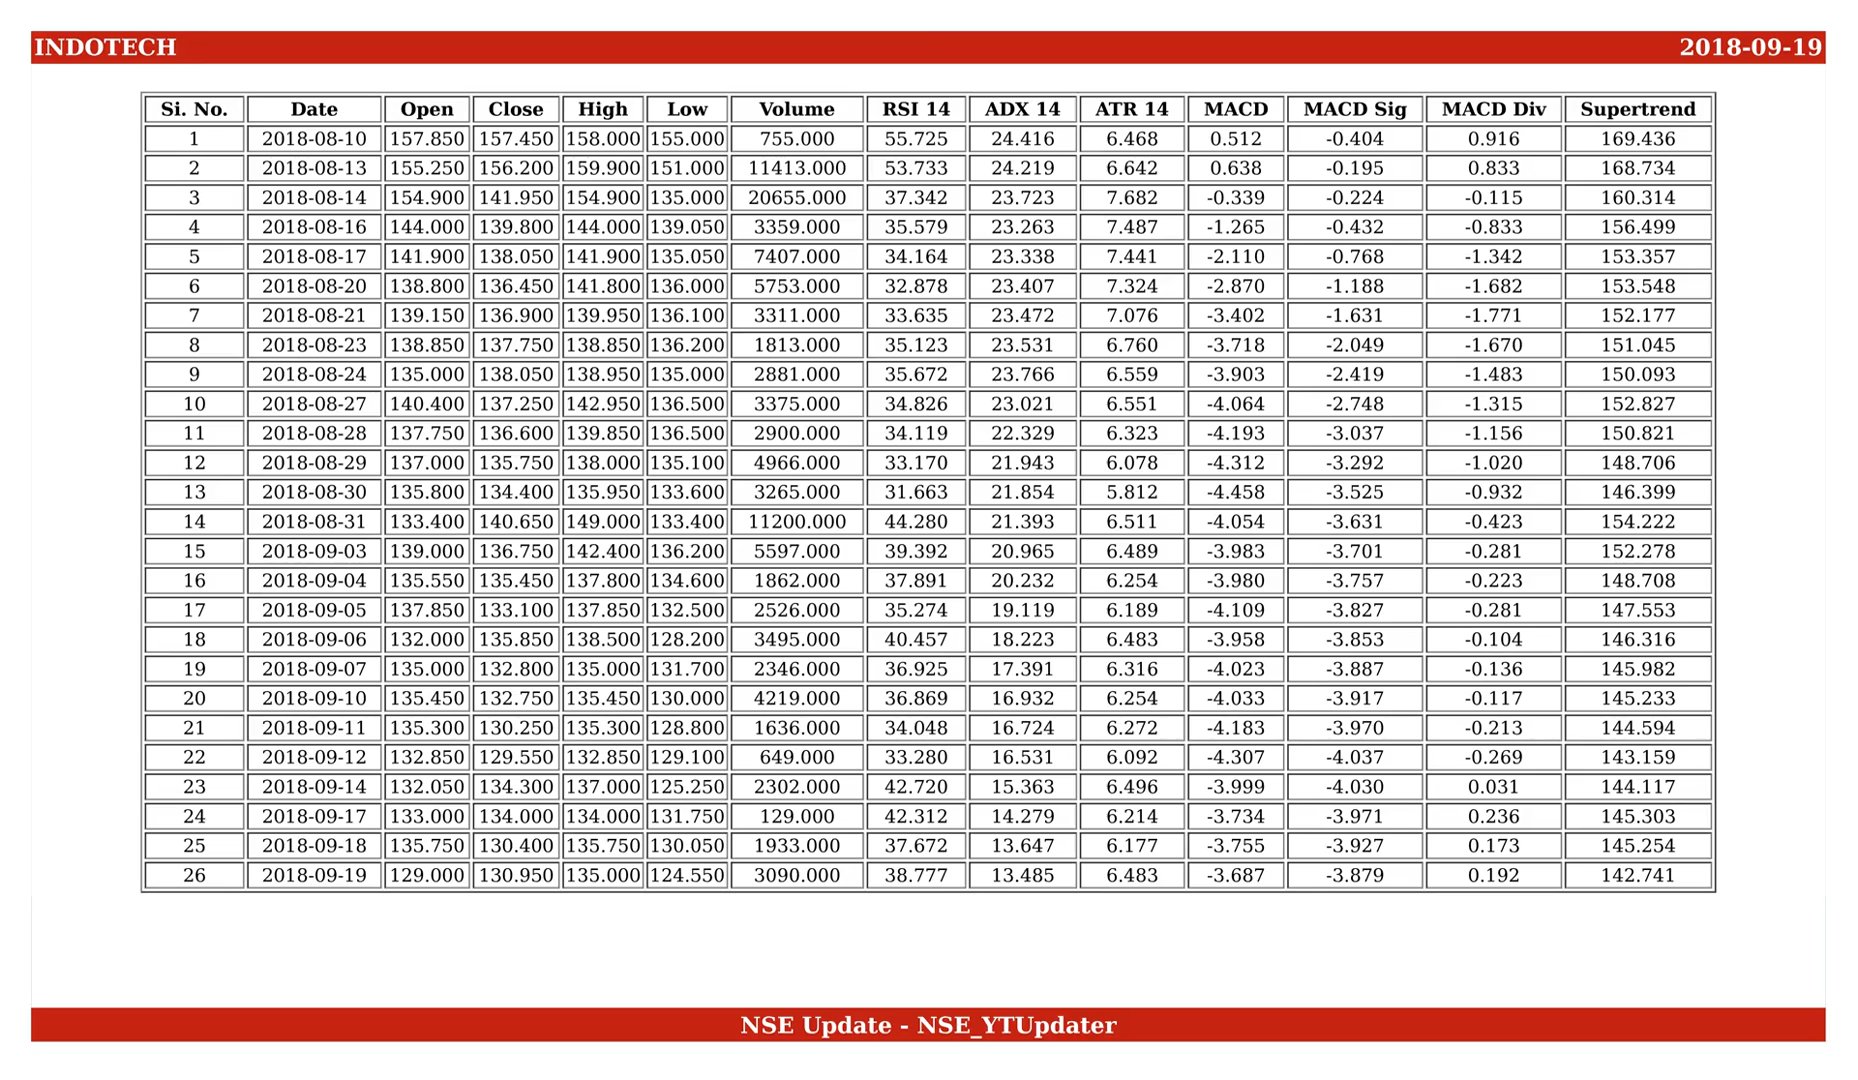 INDOTECH 2018-09-19
Si. No. Date Open Close High Low Volume RSI 14 ADX 14 ATR 14 MACD MACD Sig MACD Div Supertrend
1 2018-08-10 157.850 157.450 158.000 155.000 755.000 55.725 24.416 6.468 0.512 -0.404 0.916 169.436
2 2018-08-13 155.250 156.200 159.900 151.000 11413.000 53.733 24.219 6.642 0.638 -0.195 0.833 168.734
3 2018-08-14 154.900 141.950 154.900 135.000 20655.000 37.342 23.723 7.682 -0.339 -0.224 -0.115 160.314
4 2018-08-16 144.000 139.800 144.000 139.050 3359.000 35.579 23.263 7.487 -1.265 -0.432 -0.833 156.499
5 2018-08-17 141.900 138.050 141.900 135.050 7407.000 34.164 23.338 7.441 -2.110 -0.768 -1.342 153.357
6 2018-08-20 138.800 136.450 141.800 136.000 5753.000 32.878 23.407 7.324 -2.870 -1.188 -1.682 153.548
7 2018-08-21 139.150 136.900 139.950 136.100 3311.000 33.635 23.472 7.076 -3.402 -1.631 -1.771 152.177
8 2018-08-23 138.850 137.750 138.850 136.200 1813.000 35.123 23.531 6.760 -3.718 -2.049 -1.670 151.045
9 2018-08-24 135.000 138.050 138.950 135.000 2881.000 35.672 23.766 6.559 -3.903 -2.419 -1.483 150.093
10 2018-08-27 140.400 137.250 142.950 136.500 3375.000 34.826 23.021 6.551 -4.064 -2.748 -1.315 152.827
11 2018-08-28 137.750 136.600 139.850 136.500 2900.000 34.119 22.329 6.323 -4.193 -3.037 -1.156 150.821
12 2018-08-29 137.000 135.750 138.000 135.100 4966.000 33.170 21.943 6.078 -4.312 -3.292 -1.020 148.706
13 2018-08-30 135.800 134.400 135.950 133.600 3265.000 31.663 21.854 5.812 -4.458 -3.525 -0.932 146.399
14 2018-08-31 133.400 140.650 149.000 133.400 11200.000 44.280 21.393 6.511 -4.054 -3.631 -0.423 154.222
15 2018-09-03 139.000 136.750 142.400 136.200 5597.000 39.392 20.965 6.489 -3.983 -3.701 -0.281 152.278
16 2018-09-04 135.550 135.450 137.800 134.600 1862.000 37.891 20.232 6.254 -3.980 -3.757 -0.223 148.708
17 2018-09-05 137.850 133.100 137.850 132.500 2526.000 35.274 19.119 6.189 -4.109 -3.827 -0.281 147.553
18 2018-09-06 132.000 135.850 138.500 128.200 3495.000 40.457 18.223 6.483 -3.958 -3.853 -0.104 146.316
19 2018-09-07 135.000 132.800 135.000 131.700 2346.000 36.925 17.391 6.316 -4.023 -3.887 -0.136 145.982
20 2018-09-10 135.450 132.750 135.450 130.000 4219.000 36.869 16.932 6.254 -4.033 -3.917 -0.117 145.233
21 2018-09-11 135.300 130.250 135.300 128.800 1636.000 34.048 16.724 6.272 -4.183 -3.970 -0.213 144.594
22 2018-09-12 132.850 129.550 132.850 129.100 649.000 33.280 16.531 6.092 -4.307 -4.037 -0.269 143.159
23 2018-09-14 132.050 134.300 137.000 125.250 2302.000 42.720 15.363 6.496 -3.999 -4.030 0.031 144.117
24 2018-09-17 133.000 134.000 134.000 131.750 129.000 42.312 14.279 6.214 -3.734 -3.971 0.236 145.303
25 2018-09-18 135.750 130.400 135.750 130.050 1933.000 37.672 13.647 6.177 -3.755 -3.927 0.173 145.254
26 2018-09-19 129.000 130.950 135.000 124.550 3090.000 38.777 13.485 6.483 -3.687 -3.879 0.192 142.741
NSE Update - NSE_YTUpdater